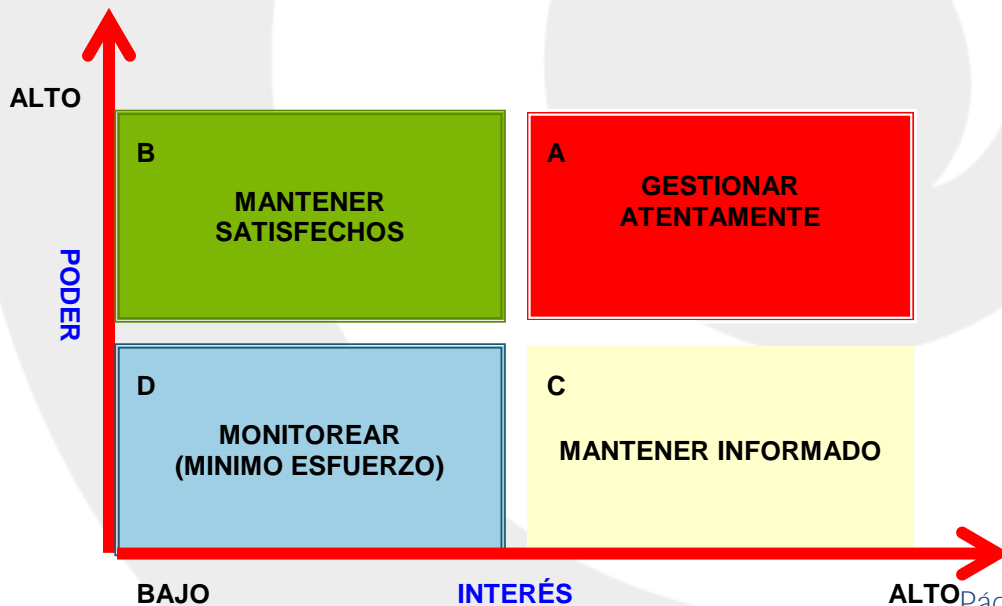 ALTO
B
MANTENER
SATISFECHOS
A
GESTIONAR
ATENTAMENTE
PODER
D
MONITOREAR
(MINIMO ESFUERZO)
C
MANTENER INFORMADO
BAJO
INTERÉS
ALTO